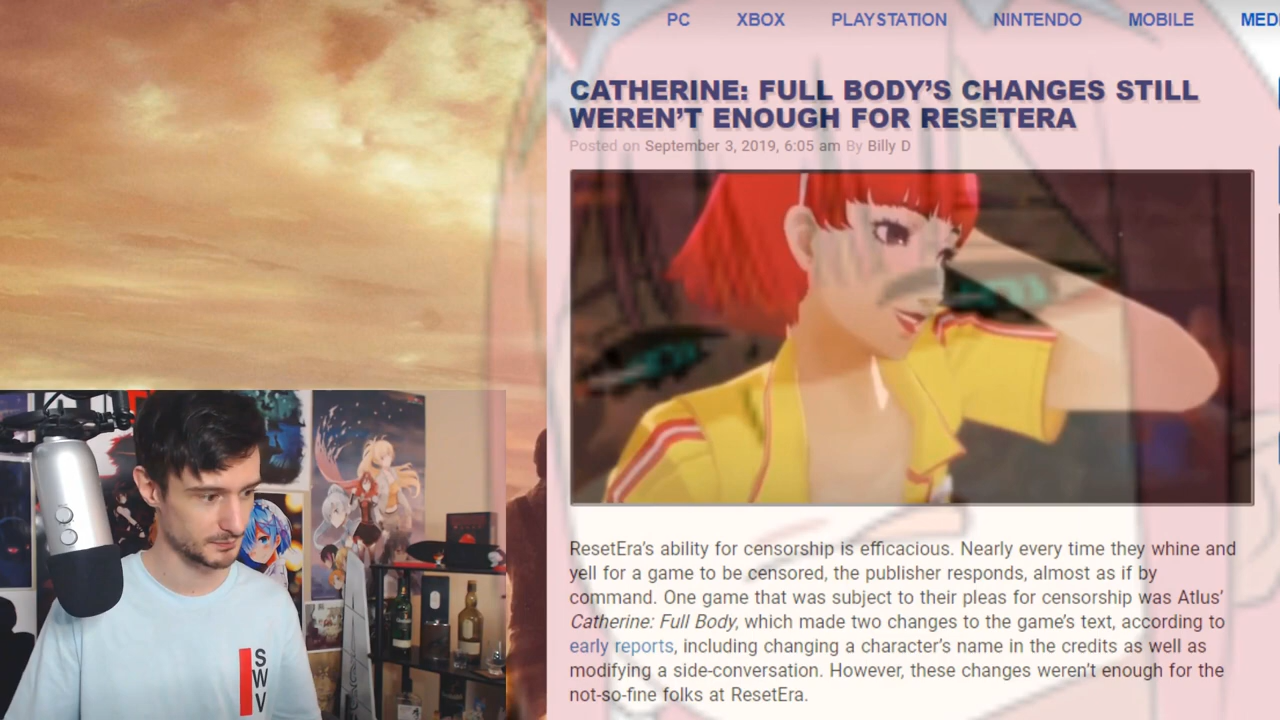 NEWS PC XBOX PLAYSTATION NINTENDO MOBILE MED
CATHERINE: FULL BODY'S CHANGES STILL
WEREN'T ENOUGH FOR RESETERA
Posted on September 3, 2019, 6:05 am By Billy D
ResetEra's ability for censorship is efficacious. Nearly every time they whine and
yell for a game to be censored, the publisher responds, almost as if by
command. One game that was subject to their pleas for censorship was Atlus'
Catherine: Full Body, which made two changes to the game's text, according to
early reports, including changing a character's name in the credits as well as
modifying a side-conversation. However, these changes weren't enough for the
not-so-fine folks at ResetEra.
S
W
V